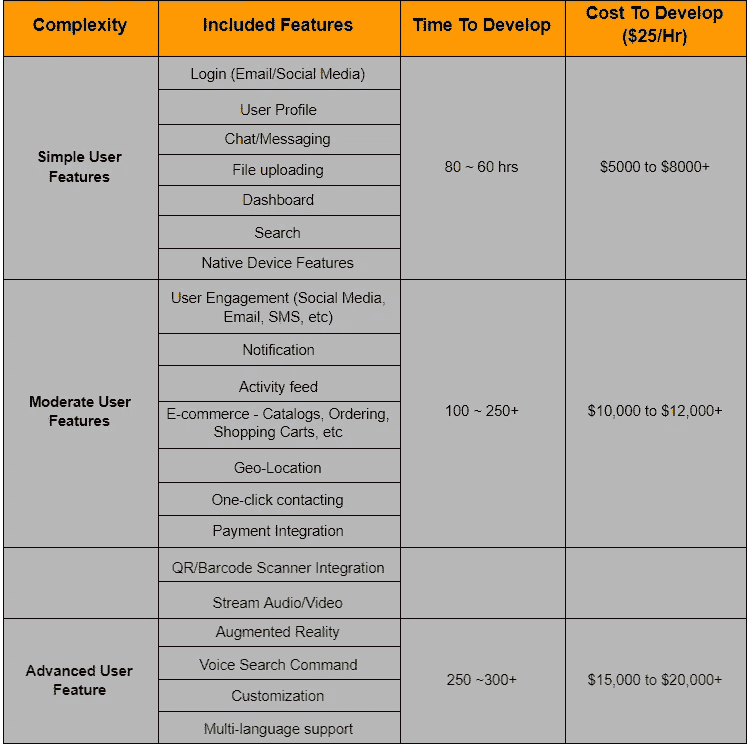 Complexity
Included Features
Time To Develop
Cost To Develop
($25/Hr)
Simple User
Features
Login (Email/Social Media)
User Profile
Chat/Messaging
File uploading
Dashboard
Search
Native Device Features
80 ~ 60 hrs
$5000 to $8000+
Moderate User
Features
User Engagement (Social Media,
Email, SMS, etc)
Notification
Activity feed
E-commerce - Catalogs, Ordering,
Shopping Carts, etc
Geo-Location
One-click contacting
Payment Integration
100 ~ 250+
$10,000 to $12,000+
QR/Barcode Scanner Integration
Stream Audio/Video
Advanced User
Feature
Augmented Reality
Voice Search Command
Customization
Multi-language support
250 ~300+
$15,000 to $20,000+